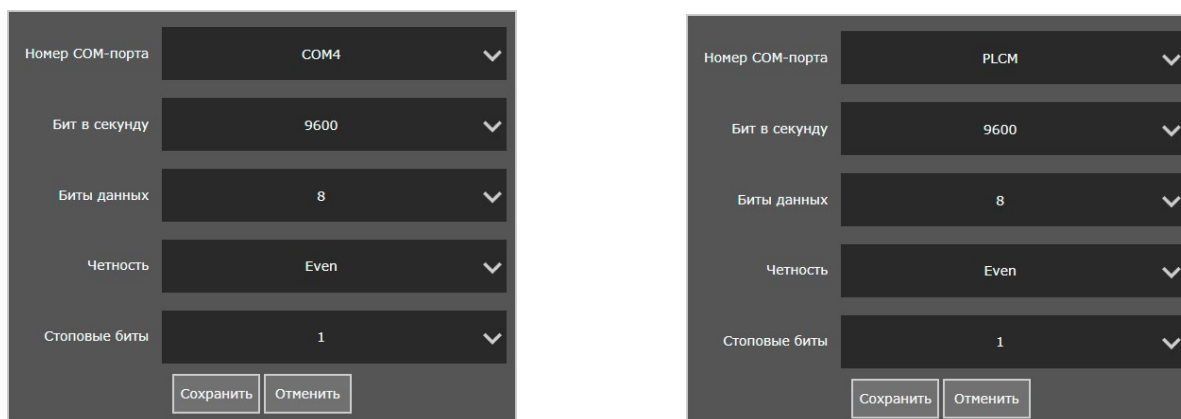 Номер COM-порта COM4
Бит в секунду 9600
Биты данных 8
Четность Even
Стоповые биты 1
Сохранить Отменить
Номер COM-порта PLCM
Бит в секунду 9600
Биты данных 8
Четность Even
Стоповые биты 1
Сохранить Отменить